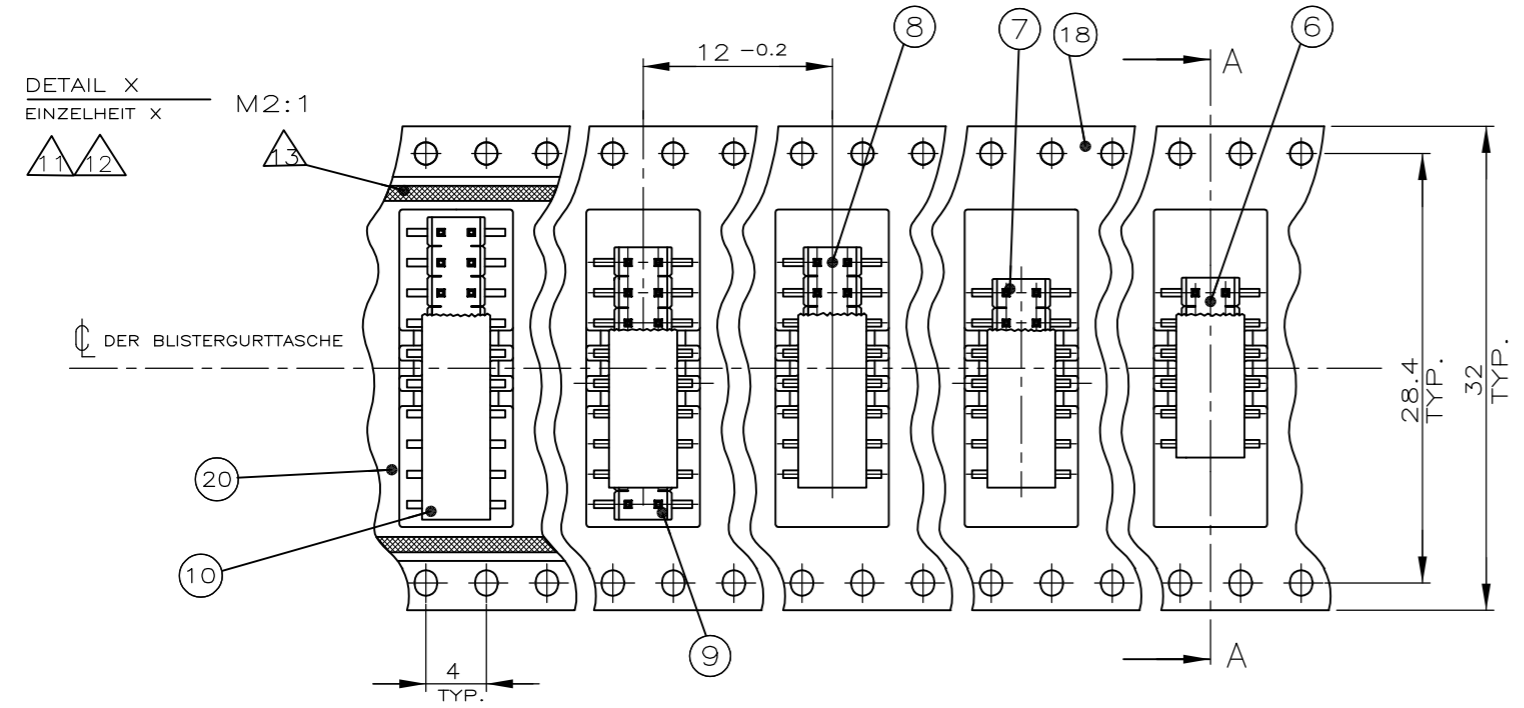 DETAIL X
EINZELHEIT X
M2:1
11 12
13
12 -0.2
8
7
18
6
A
℄ DER BLISTERGURTTASCHE
28.4
TYP.
32
TYP.
20
10
9
4
TYP.
A